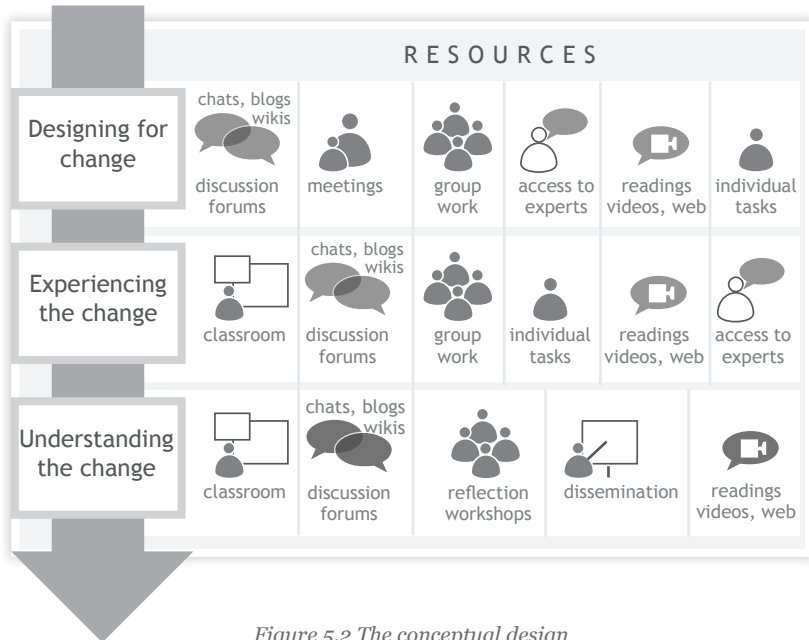 RESOURCES
Designing for
change
chats, blogs
wikis
discussion
forums
meetings
group
work
access to
experts
readings
videos, web
individual
tasks
Experiencing
the change
classroom
chats, blogs
wikis
discussion
forums
group
work
individual
tasks
readings
videos, web
access to
experts
Understanding
the change
classroom
chats, blogs
wikis
discussion
forums
reflection
workshops
dissemination
readings
videos, web
Figure 5.2 The conceptual design